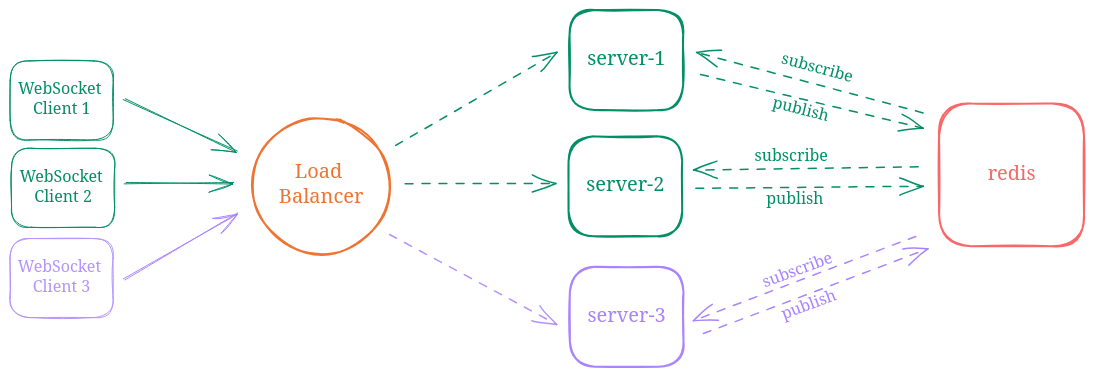 WebSocket
Client 1
WebSocket
Client 2
WebSocket
Client 3
Load
Balancer
server-1
server-2
server-3
subscribe
publish
subscribe
publish
subscribe
publish
redis